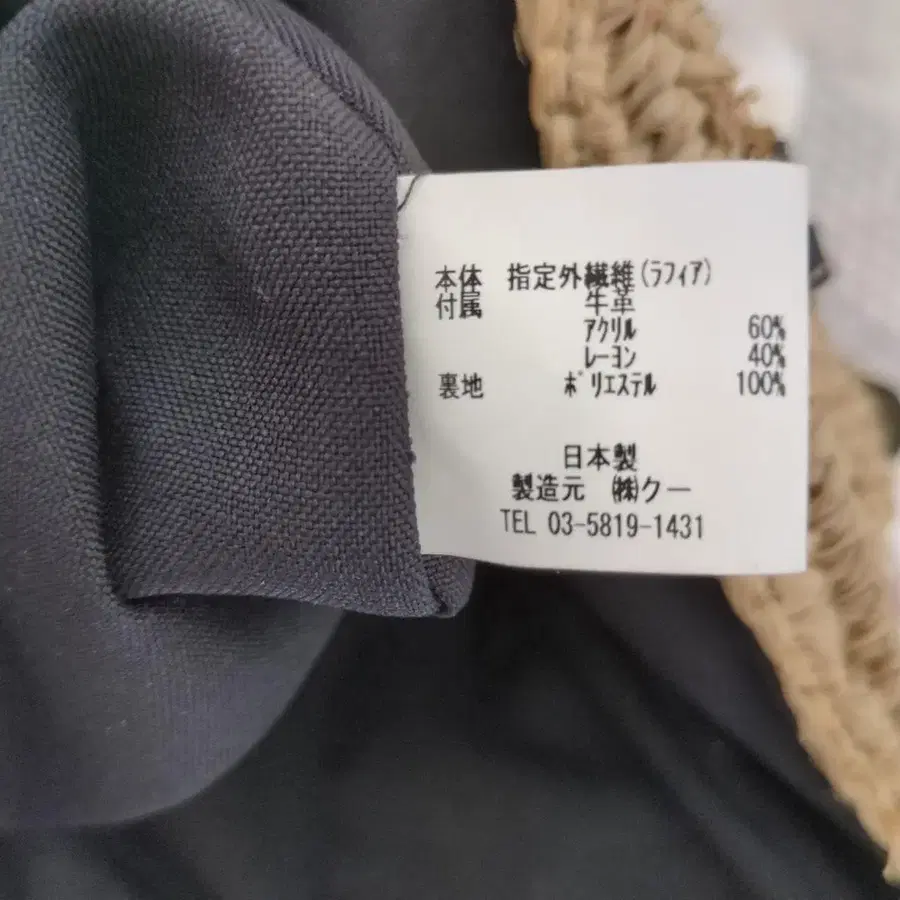 本体 指定外繊維(ラフィア)
付属 牛革
アクリル 60%
レーヨン 40%
裏地 ポリエステル 100%
日本製
製造元 ㈱クー
TEL 03-5819-1431